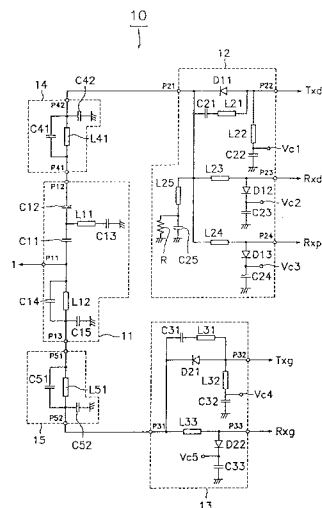 10
12
14
C42
P42
P21
D11
P22
Txd
C21
L21
C41
L41
L22
C22
Vc1
P41
P12
L23
P23
Rxd
C12
L25
D12
Vc2
L11
C23
C11
C13
L24
P24
Rxp
R
C25
D13
1
P11
Vc3
C24
C14
L12
C15
P13
11
P51
C31
L31
P32
Txg
C51
L51
D21
L32
C32
Vc4
P52
C52
P31
L33
P33
Rxg
15
D22
Vc5
C33
13